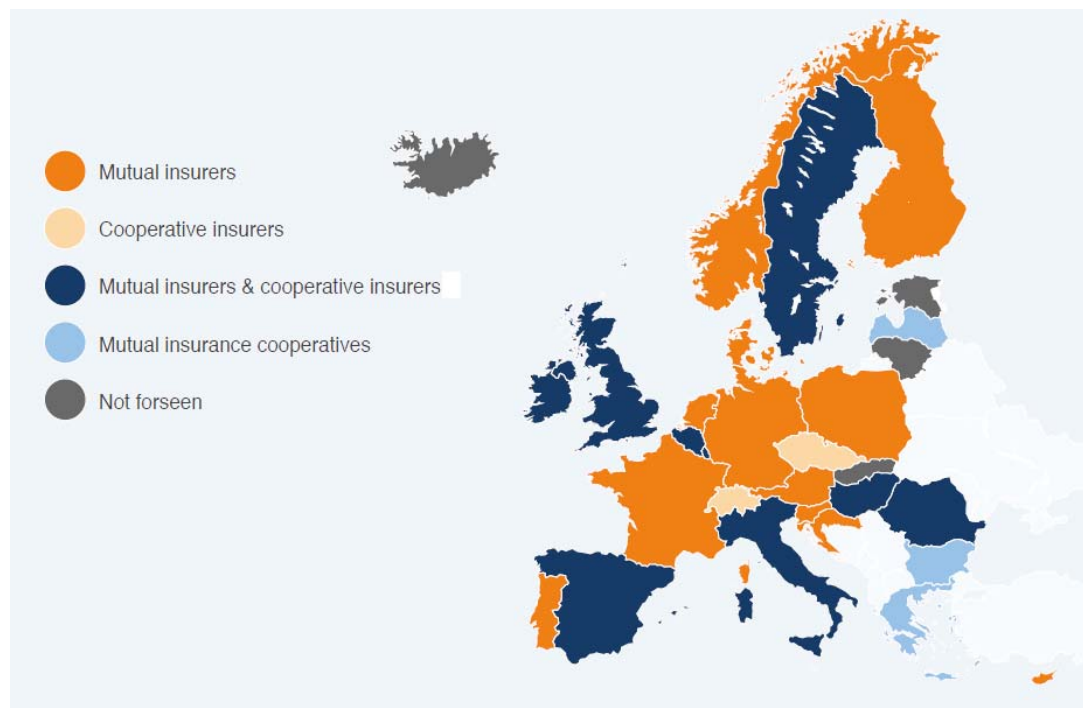 Mutual insurers
Cooperative insurers
Mutual insurers & cooperative insurers
Mutual insurance cooperatives
Not forseen